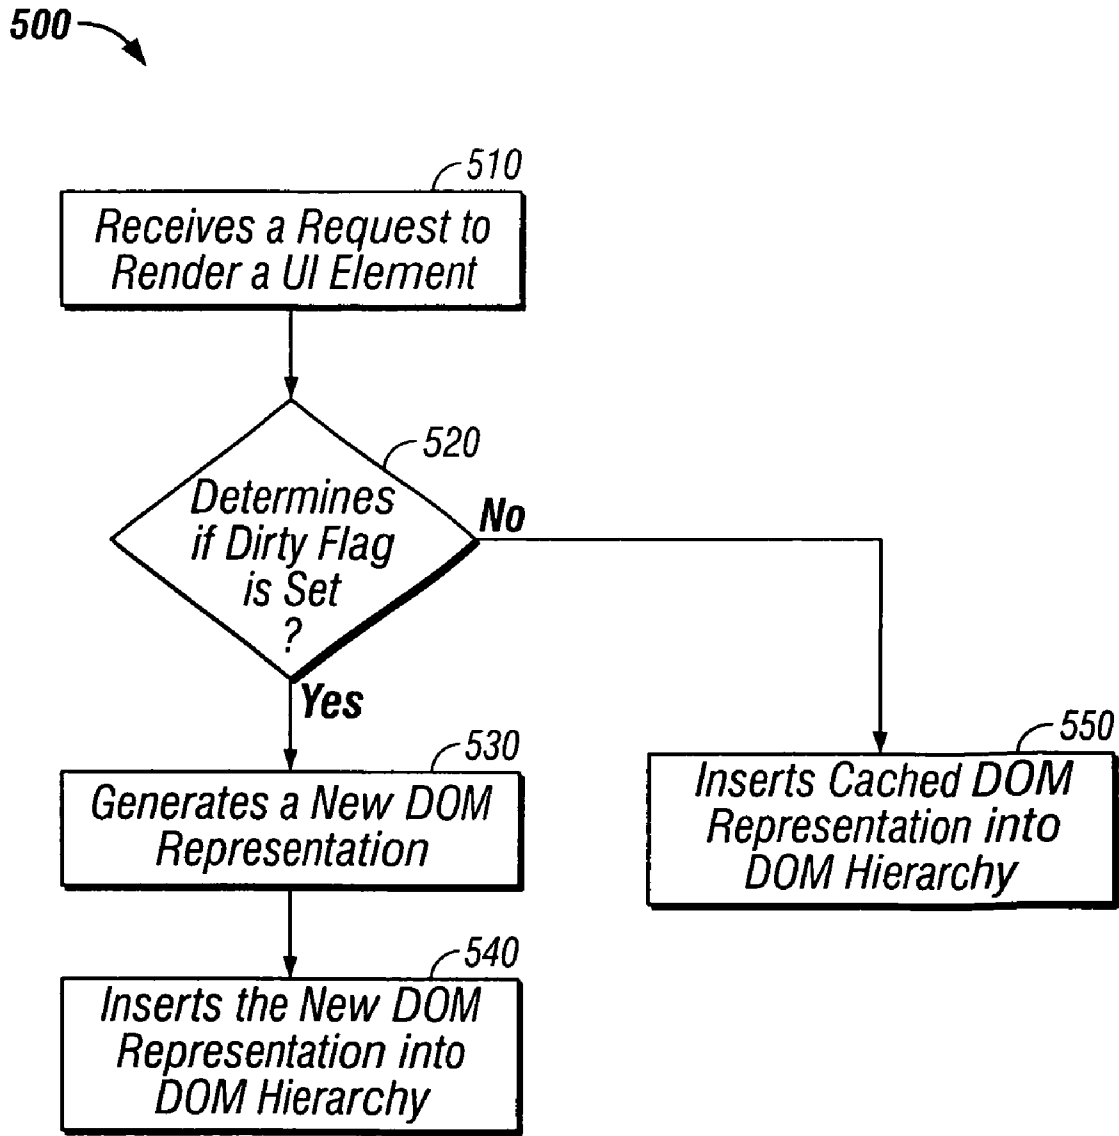 500
510
Receives a Request to
Render a UI Element
520
Determines
if Dirty Flag
is Set
?
No
Yes
530
Generates a New DOM
Representation
550
Inserts Cached DOM
Representation into
DOM Hierarchy
540
Inserts the New DOM
Representation into
DOM Hierarchy